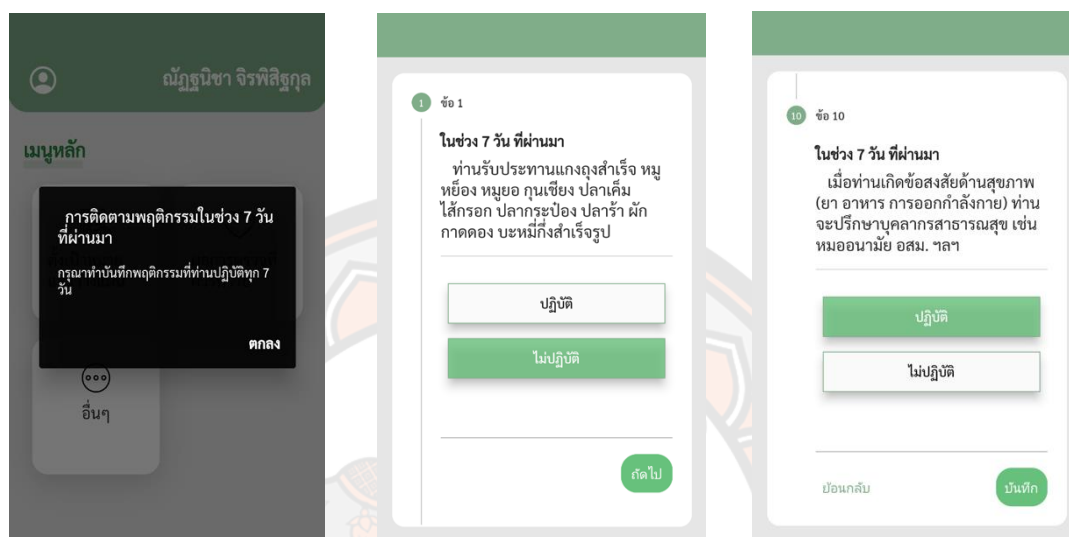 ณัฏฐนิชา จิรพิสิฐกุล
เมนูหลัก
การติดตามพฤติกรรมในช่วง 7 วัน
ที่ผ่านมา
กรุณาทำบันทึกพฤติกรรมที่ท่านปฏิบัติทุก 7
วัน
ตกลง
อื่นๆ
1 ข้อ 1
ในช่วง 7 วัน ที่ผ่านมา
ท่านรับประทานแกงถุงสำเร็จ หมู
หย็อง หมูยอ กุนเชียง ปลาเค็ม
ไส้กรอก ปลากระป๋อง ปลาร้า ผัก
กาดดอง บะหมี่กึ่งสำเร็จรูป
ปฏิบัติ
ไม่ปฏิบัติ
ถัดไป
10 ข้อ 10
ในช่วง 7 วัน ที่ผ่านมา
เมื่อท่านเกิดข้อสงสัยด้านสุขภาพ
(ยา อาหาร การออกกำลังกาย) ท่าน
จะปรึกษาบุคลากรสาธารณสุข เช่น
หมออนามัย อสม. ฯลฯ
ปฏิบัติ
ไม่ปฏิบัติ
ย้อนกลับ
บันทึก